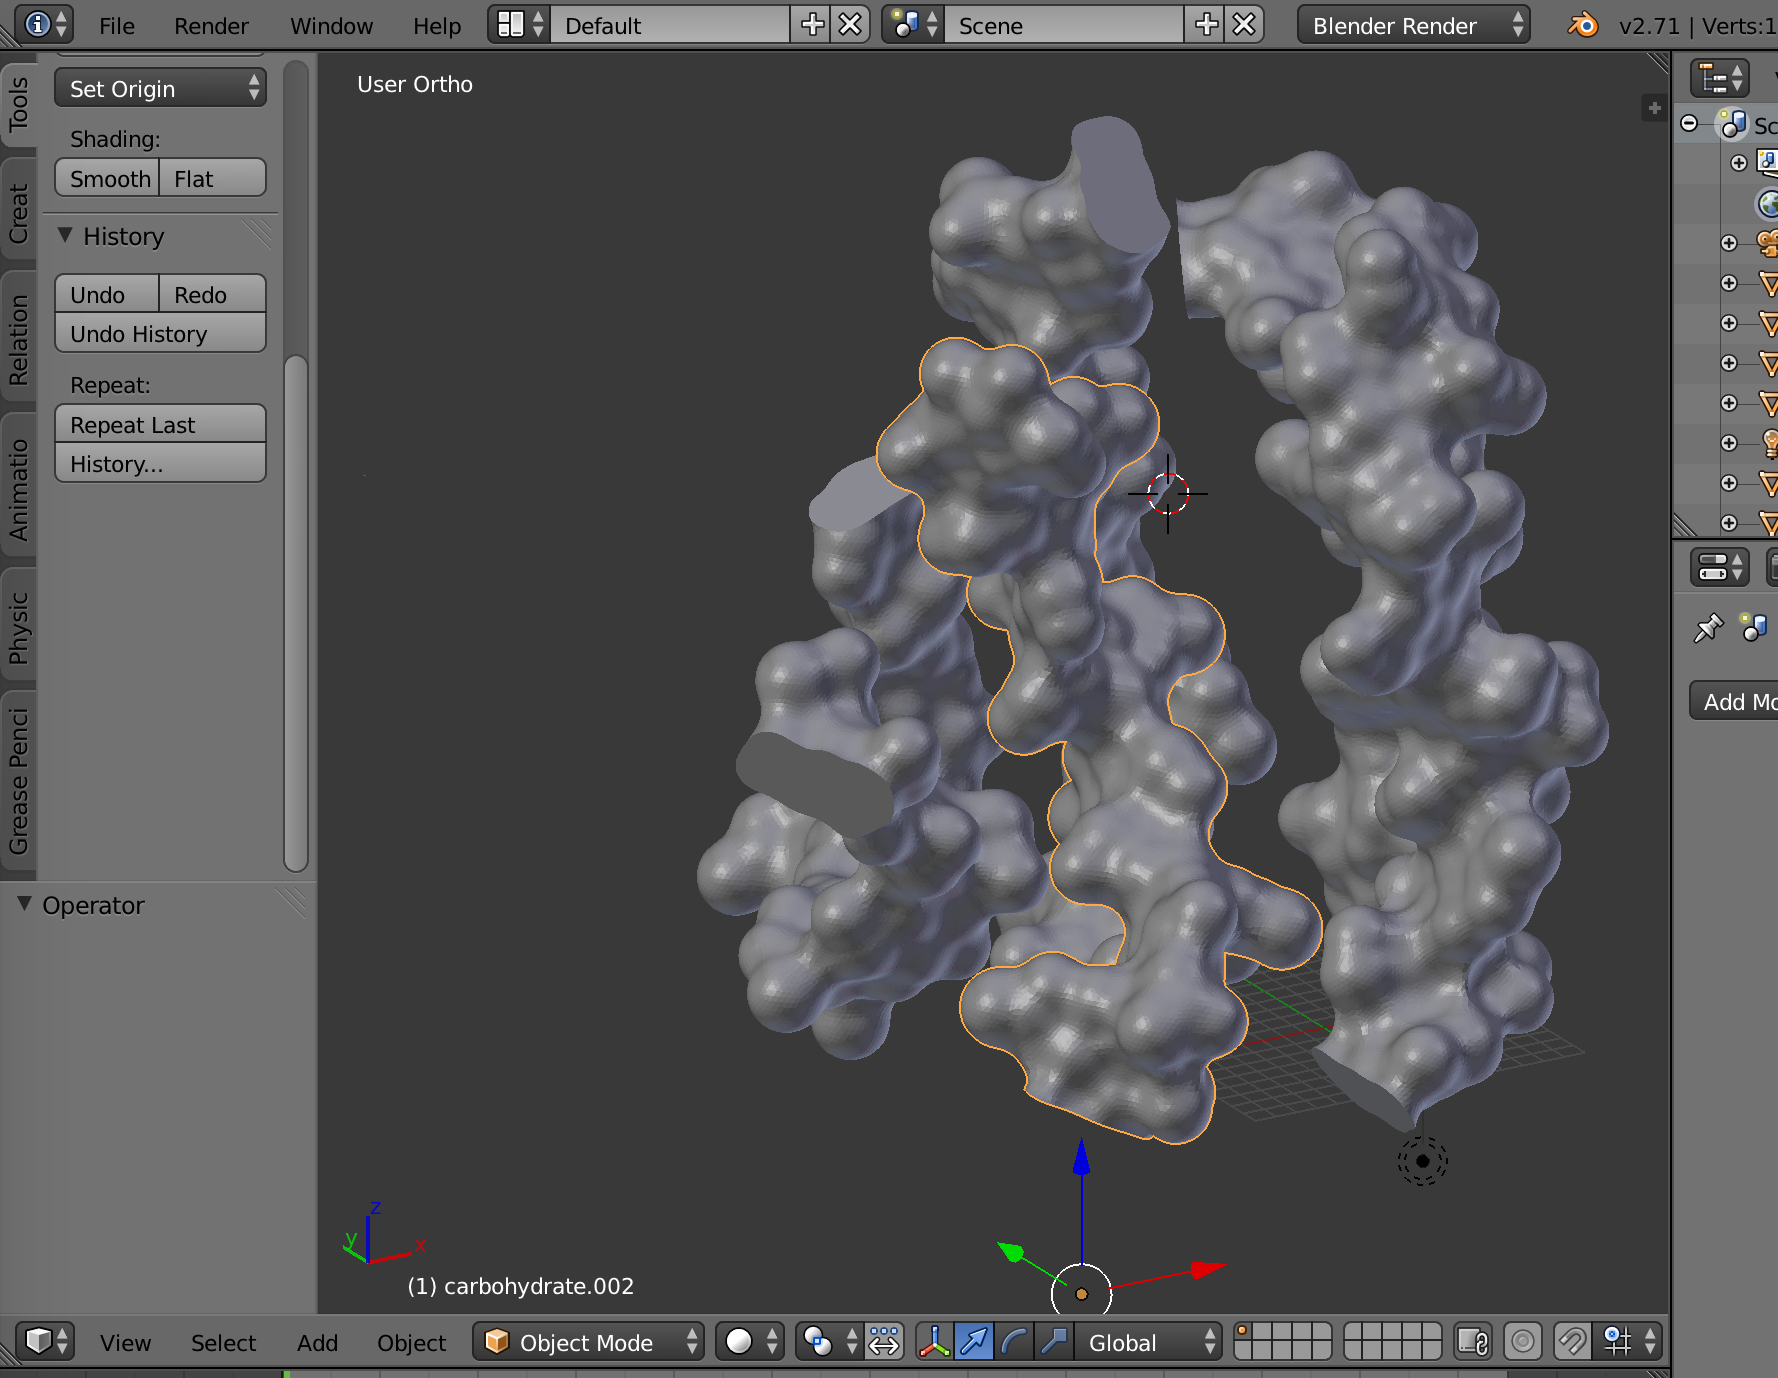 File Render Window Help Default Scene Blender Render v2.71 | Verts:1
Tools
Creat
Relation
Animatio
Physic
Grease Penci
Set Origin
Shading:
Smooth Flat
History
Undo Redo
Undo History
Repeat:
Repeat Last
History...
Operator
User Ortho
z
y
x
(1) carbohydrate.002
Sc
Add Mo
View Select Add Object Object Mode Global